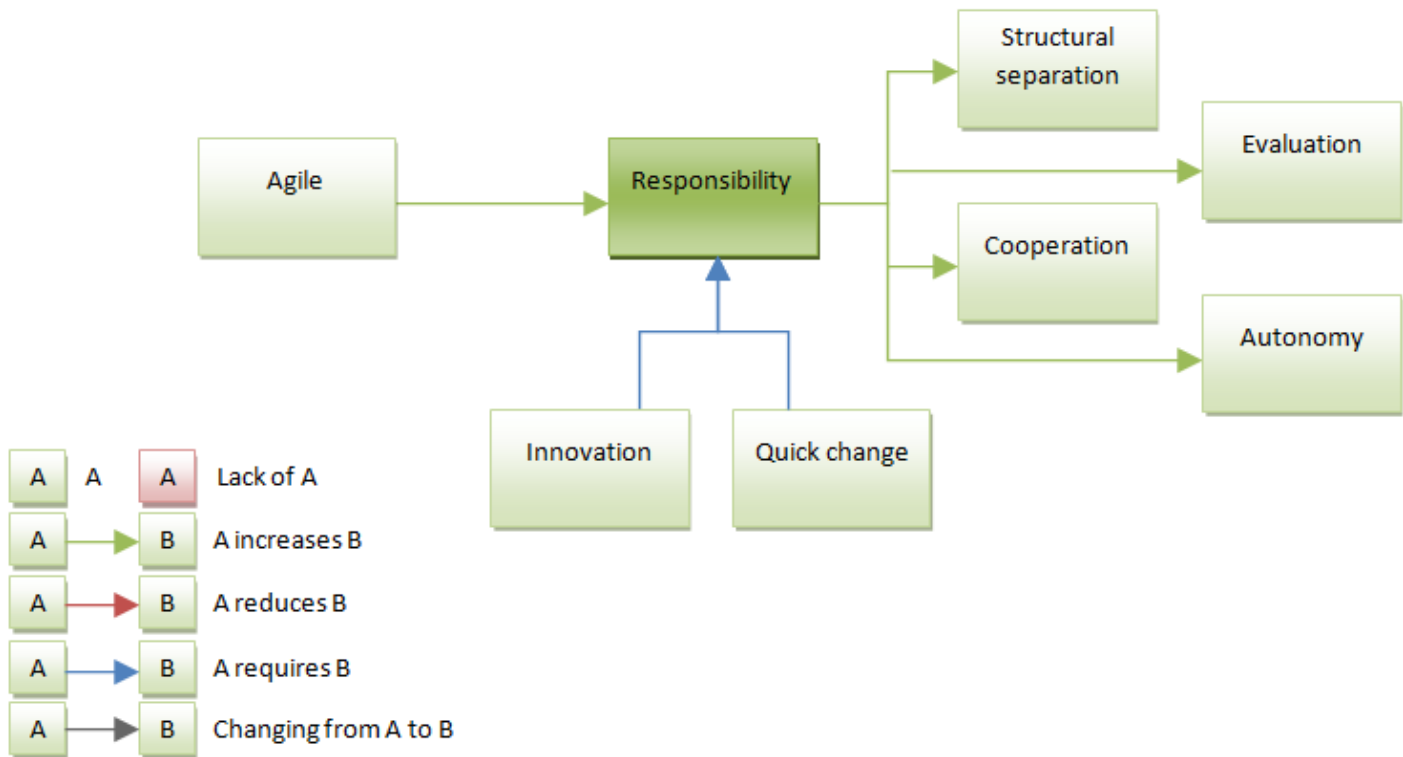 Structural
separation
Evaluation
Agile
Responsibility
Cooperation
Autonomy
Innovation
Quick change
A A A Lack of A
A B A increases B
A B A reduces B
A B A requires B
A B Changing from A to B